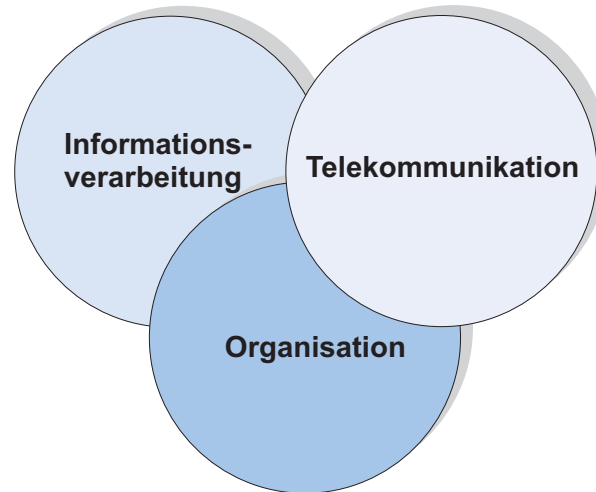 Informations-
verarbeitung
Telekommunikation
Organisation